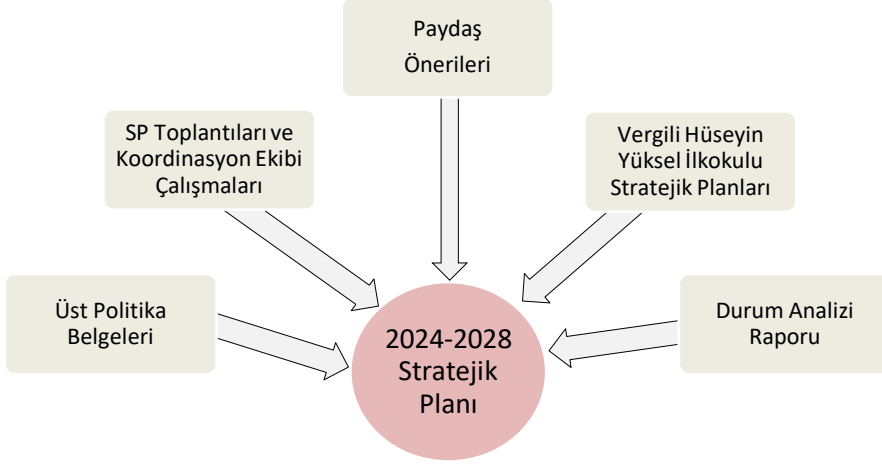 Paydaş
Önerileri
SP Toplantıları ve
Koordinasyon Ekibi
Çalışmaları
Vergili Hüseyin
Yüksel İlkokulu
Stratejik Planları
Üst Politika
Belgeleri
2024-2028
Stratejik
Planı
Durum Analizi
Raporu